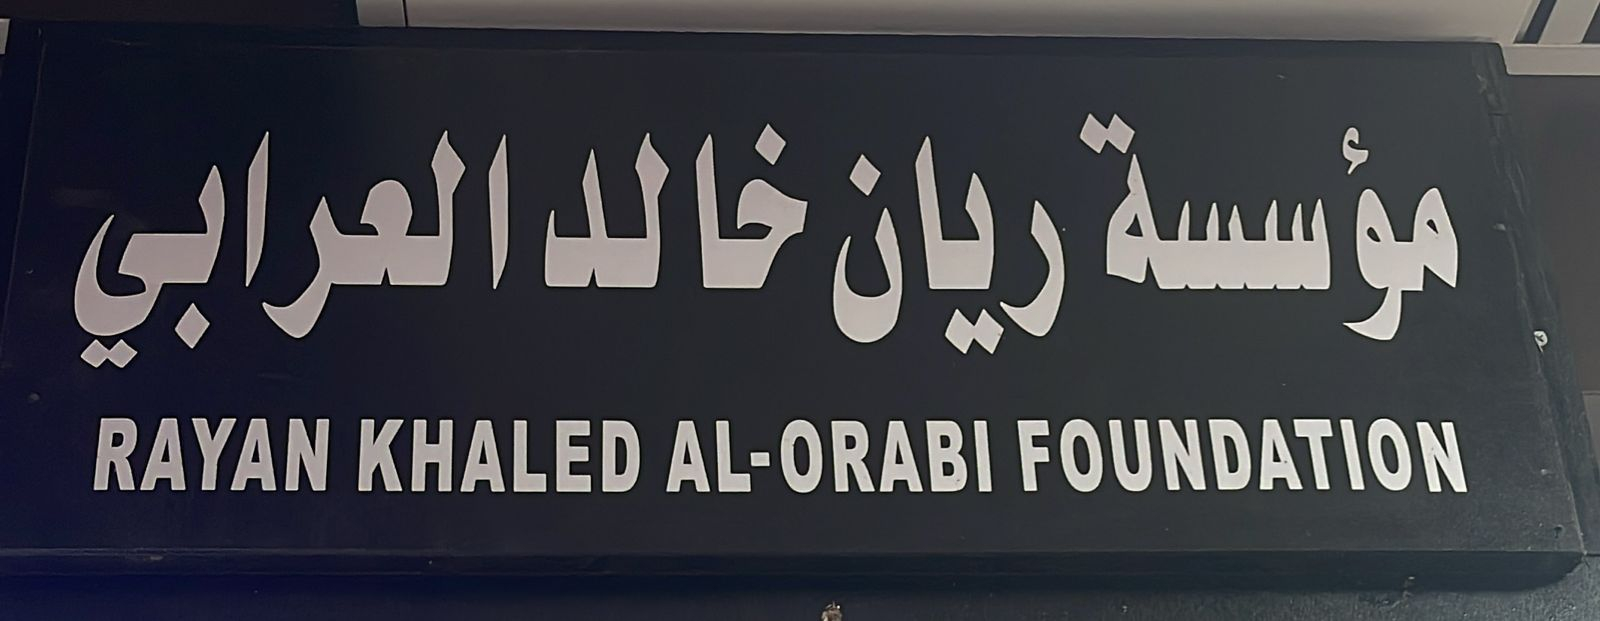 مؤسسة ريان خالد العرابي
RAYAN KHALED AL-ORABI FOUNDATION